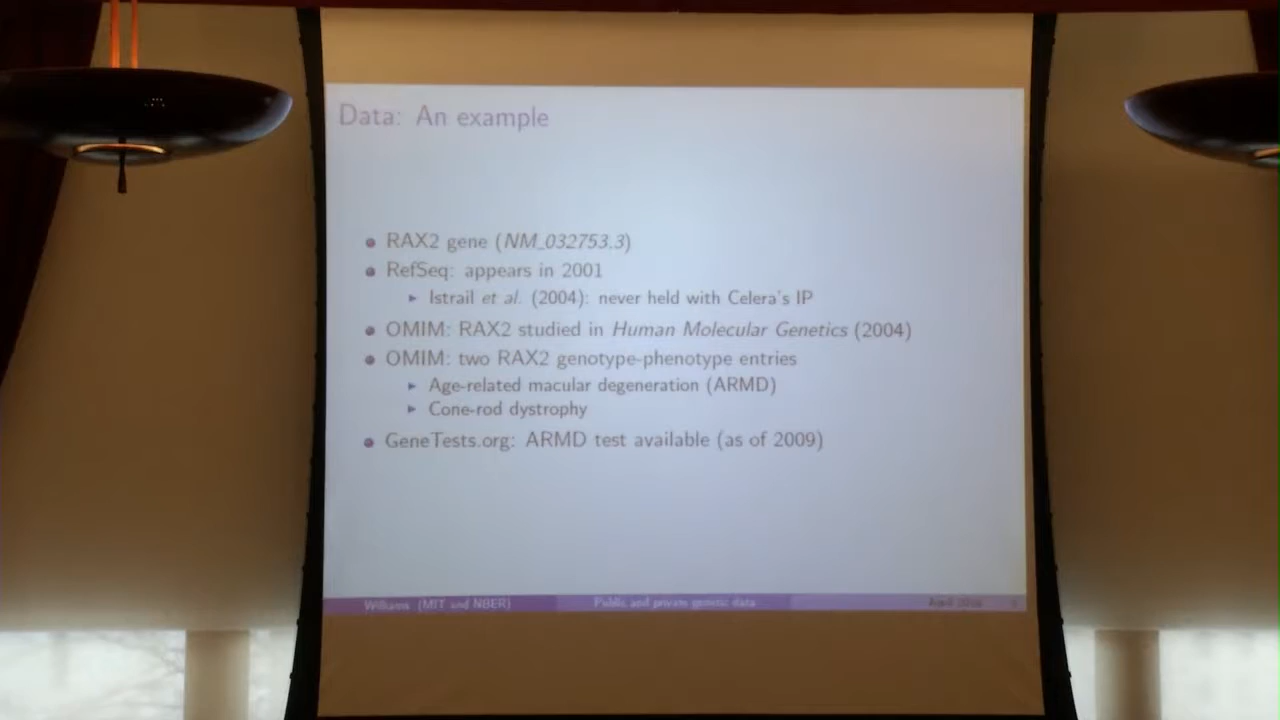 Data: An example
RAX2 gene (NM_032753.3)
RefSeq: appears in 2001
Istrail et al. (2004): never held with Celera's IP
OMIM: RAX2 studied in Human Molecular Genetics (2004)
OMIM: two RAX2 genotype-phenotype entries
Age-related macular degeneration (ARMD)
Cone-rod dystrophy
GeneTests.org: ARMD test available (as of 2009)
Williams (MIT and NBER) Public and private genetic data April